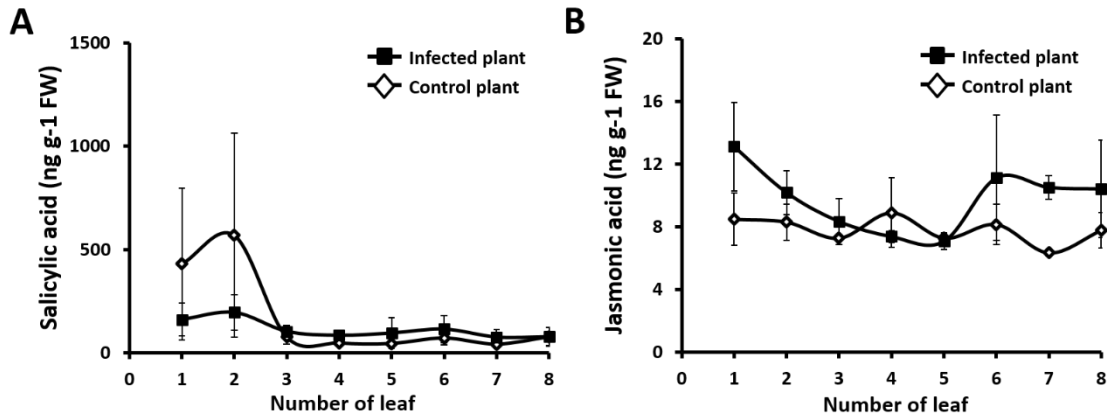 A
Salicylic acid (ng g-1 FW)
1500
1000
500
0
Infected plant
Control plant
0 1 2 3 4 5 6 7 8
Number of leaf
B
Jasmonic acid (ng g-1 FW)
20
16
12
8
4
0
Infected plant
Control plant
0 1 2 3 4 5 6 7 8
Number of leaf